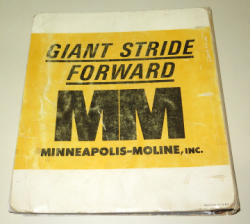 GIANT STRIDE
FORWARD
MM
MINNEAPOLIS-MOLINE, INC.